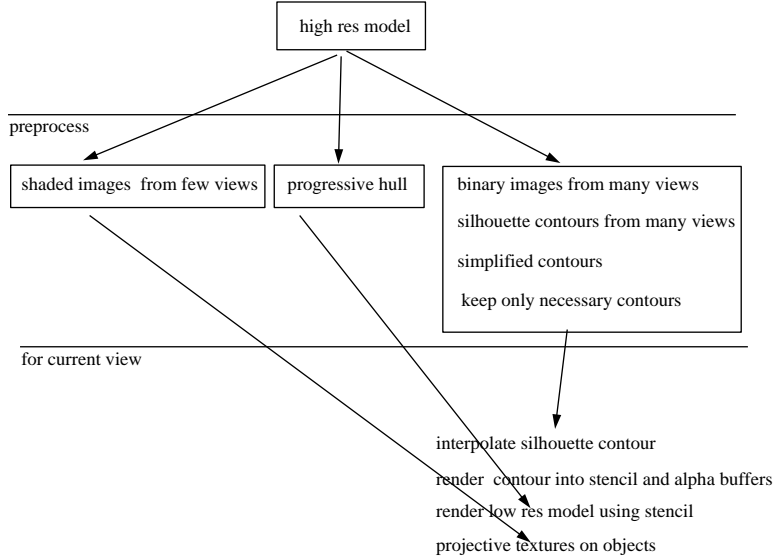 high res model
preprocess
shaded images from few views
progressive hull
binary images from many views
silhouette contours from many views
simplified contours
keep only necessary contours
for current view
interpolate silhouette contour
render contour into stencil and alpha buffers
render low res model using stencil
projective textures on objects